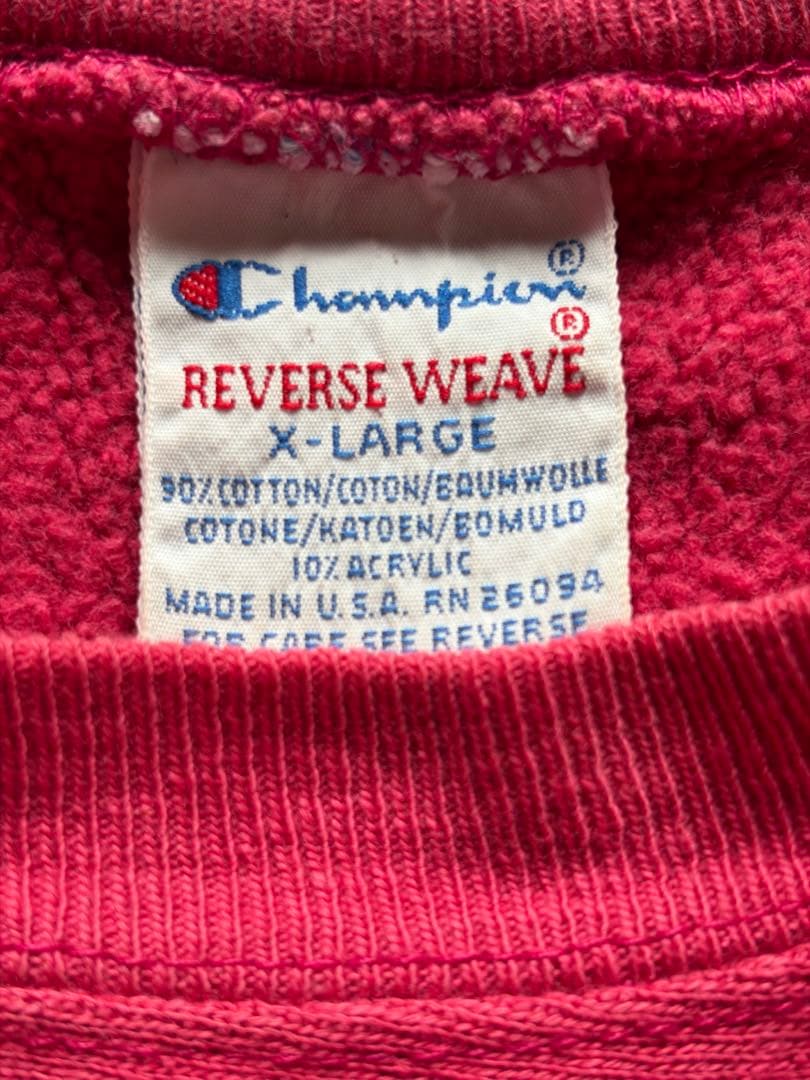 Champion®
®
REVERSE WEAVE
X-LARGE
90% COTTON/COTON/BAUMWOLLE
COTONE/KATOEN/BOMULD
10% ACRYLIC
MADE IN U.S.A. RN 26094
FOR CARE SEE REVERSE